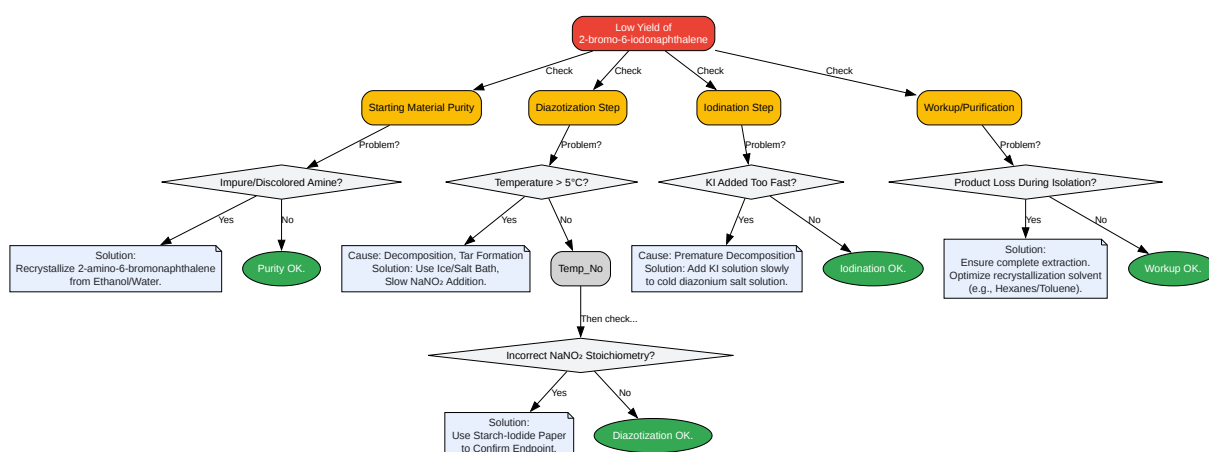 Low Yield of
2-bromo-6-iodonaphthalene
Check
Check
Check
Check
Starting Material Purity
Diazotization Step
Iodination Step
Workup/Purification
Problem?
Problem?
Problem?
Problem?
Impure/Discolored Amine?
Temperature > 5°C?
KI Added Too Fast?
Product Loss During Isolation?
Yes
No
Yes
No
Yes
No
Yes
No
Solution:
Recrystallize 2-amino-6-bromonaphthalene
from Ethanol/Water.
Purity OK.
Cause: Decomposition, Tar Formation
Solution: Use Ice/Salt Bath,
Slow NaNO₂ Addition.
Temp_No
Cause: Premature Decomposition
Solution: Add KI solution slowly
to cold diazonium salt solution.
Iodination OK.
Solution:
Ensure complete extraction.
Optimize recrystallization solvent
(e.g., Hexanes/Toluene).
Workup OK.
Then check...
Incorrect NaNO₂ Stoichiometry?
Yes
No
Solution:
Use Starch-Iodide Paper
to Confirm Endpoint.
Diazotization OK.